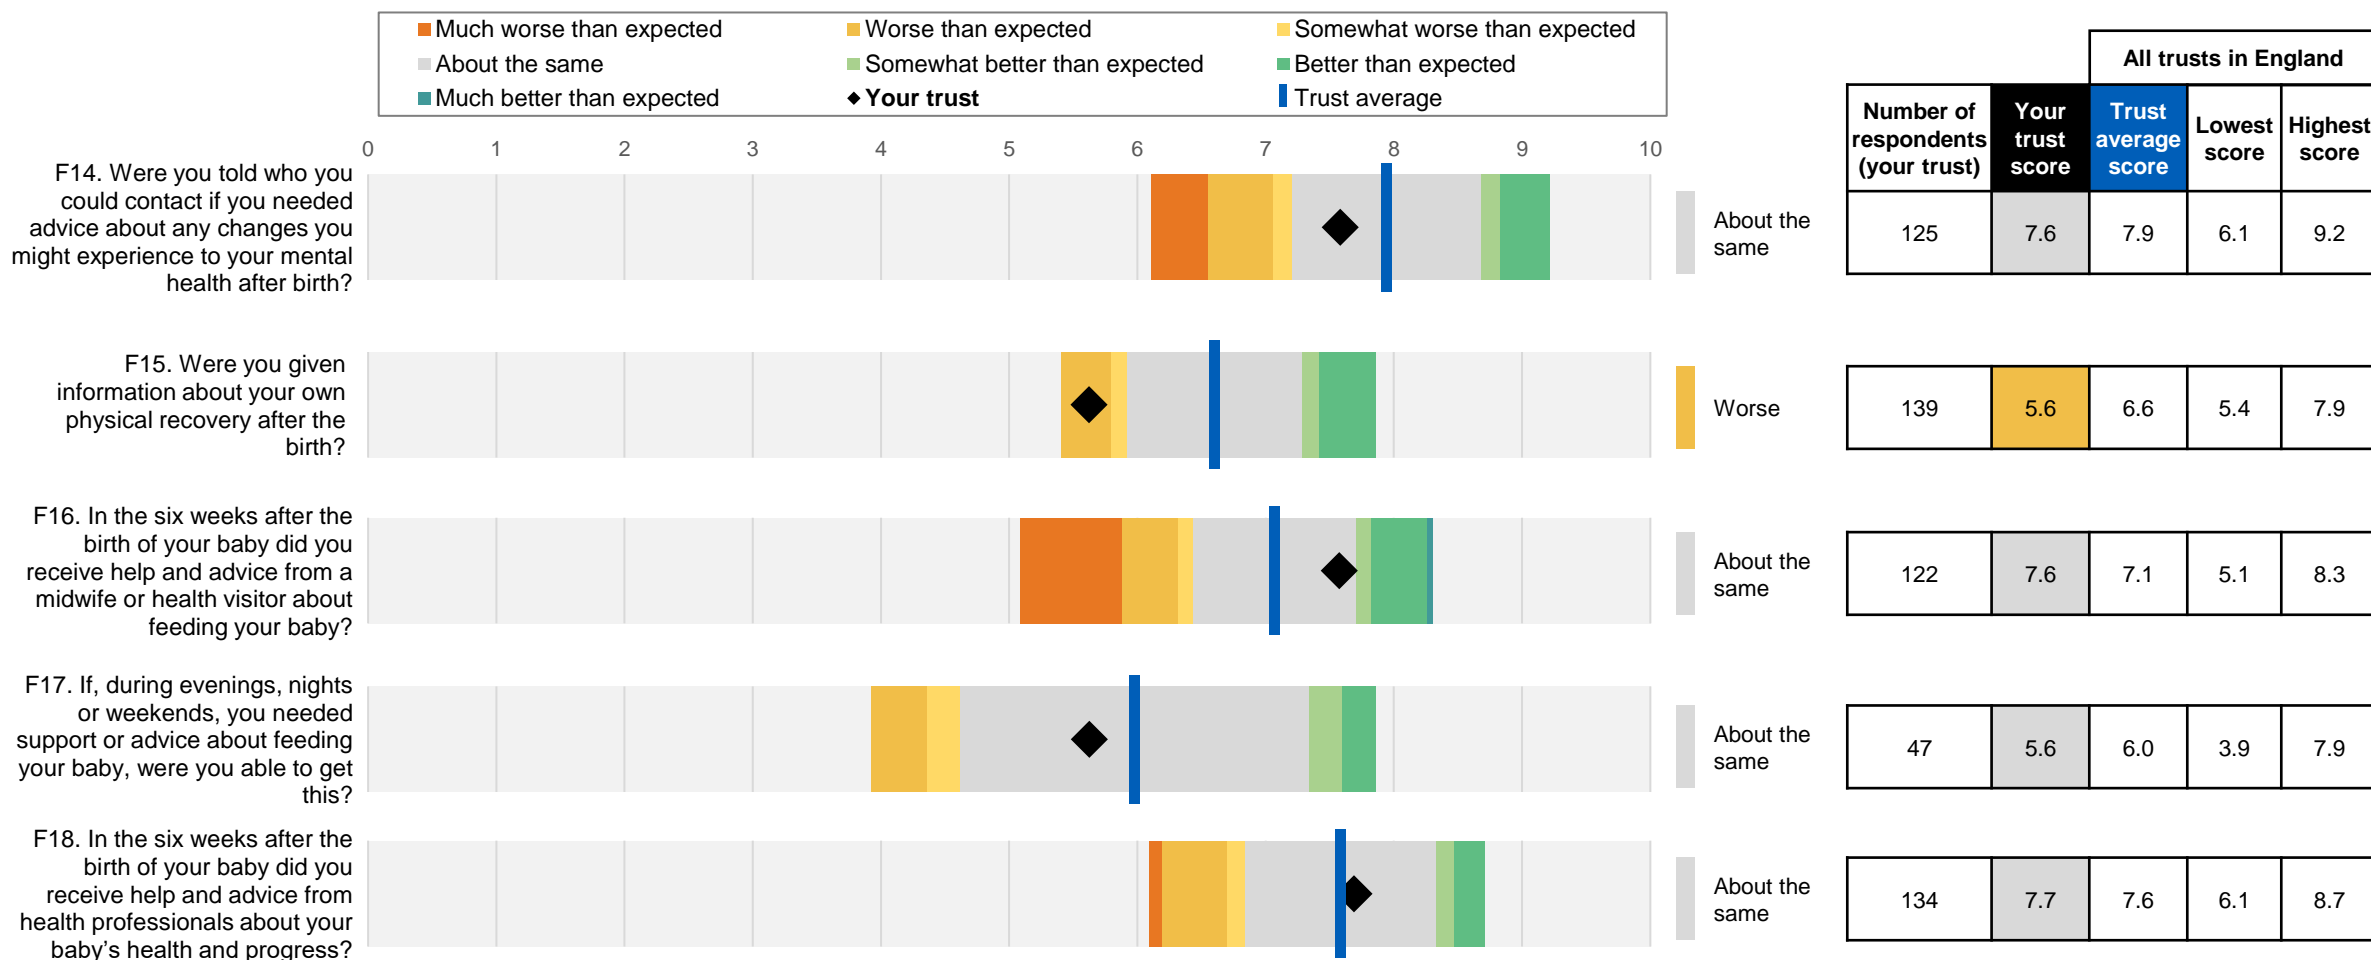 Much worse than expected
Worse than expected
Somewhat worse than expected
About the same
Somewhat better than expected
Better than expected
Much better than expected
Your trust
Trust average
All trusts in England
Number of
respondents
(your trust)
Your
trust
score
Trust
average
score
Lowest
score
Highest
score
0 1 2 3 4 5 6 7 8 9 10
F14. Were you told who you
could contact if you needed
advice about any changes you
might experience to your mental
health after birth?
About the
same
125 7.6 7.9 6.1 9.2
F15. Were you given
information about your own
physical recovery after the
birth?
Worse
139 5.6 6.6 5.4 7.9
F16. In the six weeks after the
birth of your baby did you
receive help and advice from a
midwife or health visitor about
feeding your baby?
About the
same
122 7.6 7.1 5.1 8.3
F17. If, during evenings, nights
or weekends, you needed
support or advice about feeding
your baby, were you able to get
this?
About the
same
47 5.6 6.0 3.9 7.9
F18. In the six weeks after the
birth of your baby did you
receive help and advice from
health professionals about your
baby’s health and progress?
About the
same
134 7.7 7.6 6.1 8.7